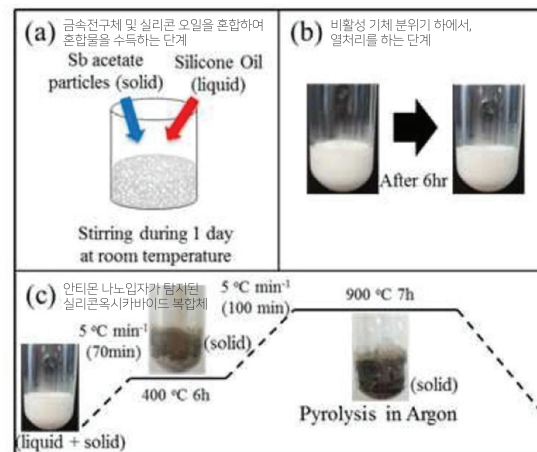 (a) 금속전구체 및 실리콘 오일을 혼합하여
혼합물을 수득하는 단계
Sb acetate
particles (solid)
Silicone Oil
(liquid)
Stirring during 1 day
at room temperature
(b) 비활성 기체 분위기 하에서,
열처리를 하는 단계
After 6hr
(c) 안티몬 나노입자가 탐지된
실리콘옥시카바이드 복합체
5 °C min⁻¹
(70min)
(solid)
5 °C min⁻¹
(100 min)
900 °C 7h
400 °C 6h
(solid)
Pyrolysis in Argon
(liquid + solid)